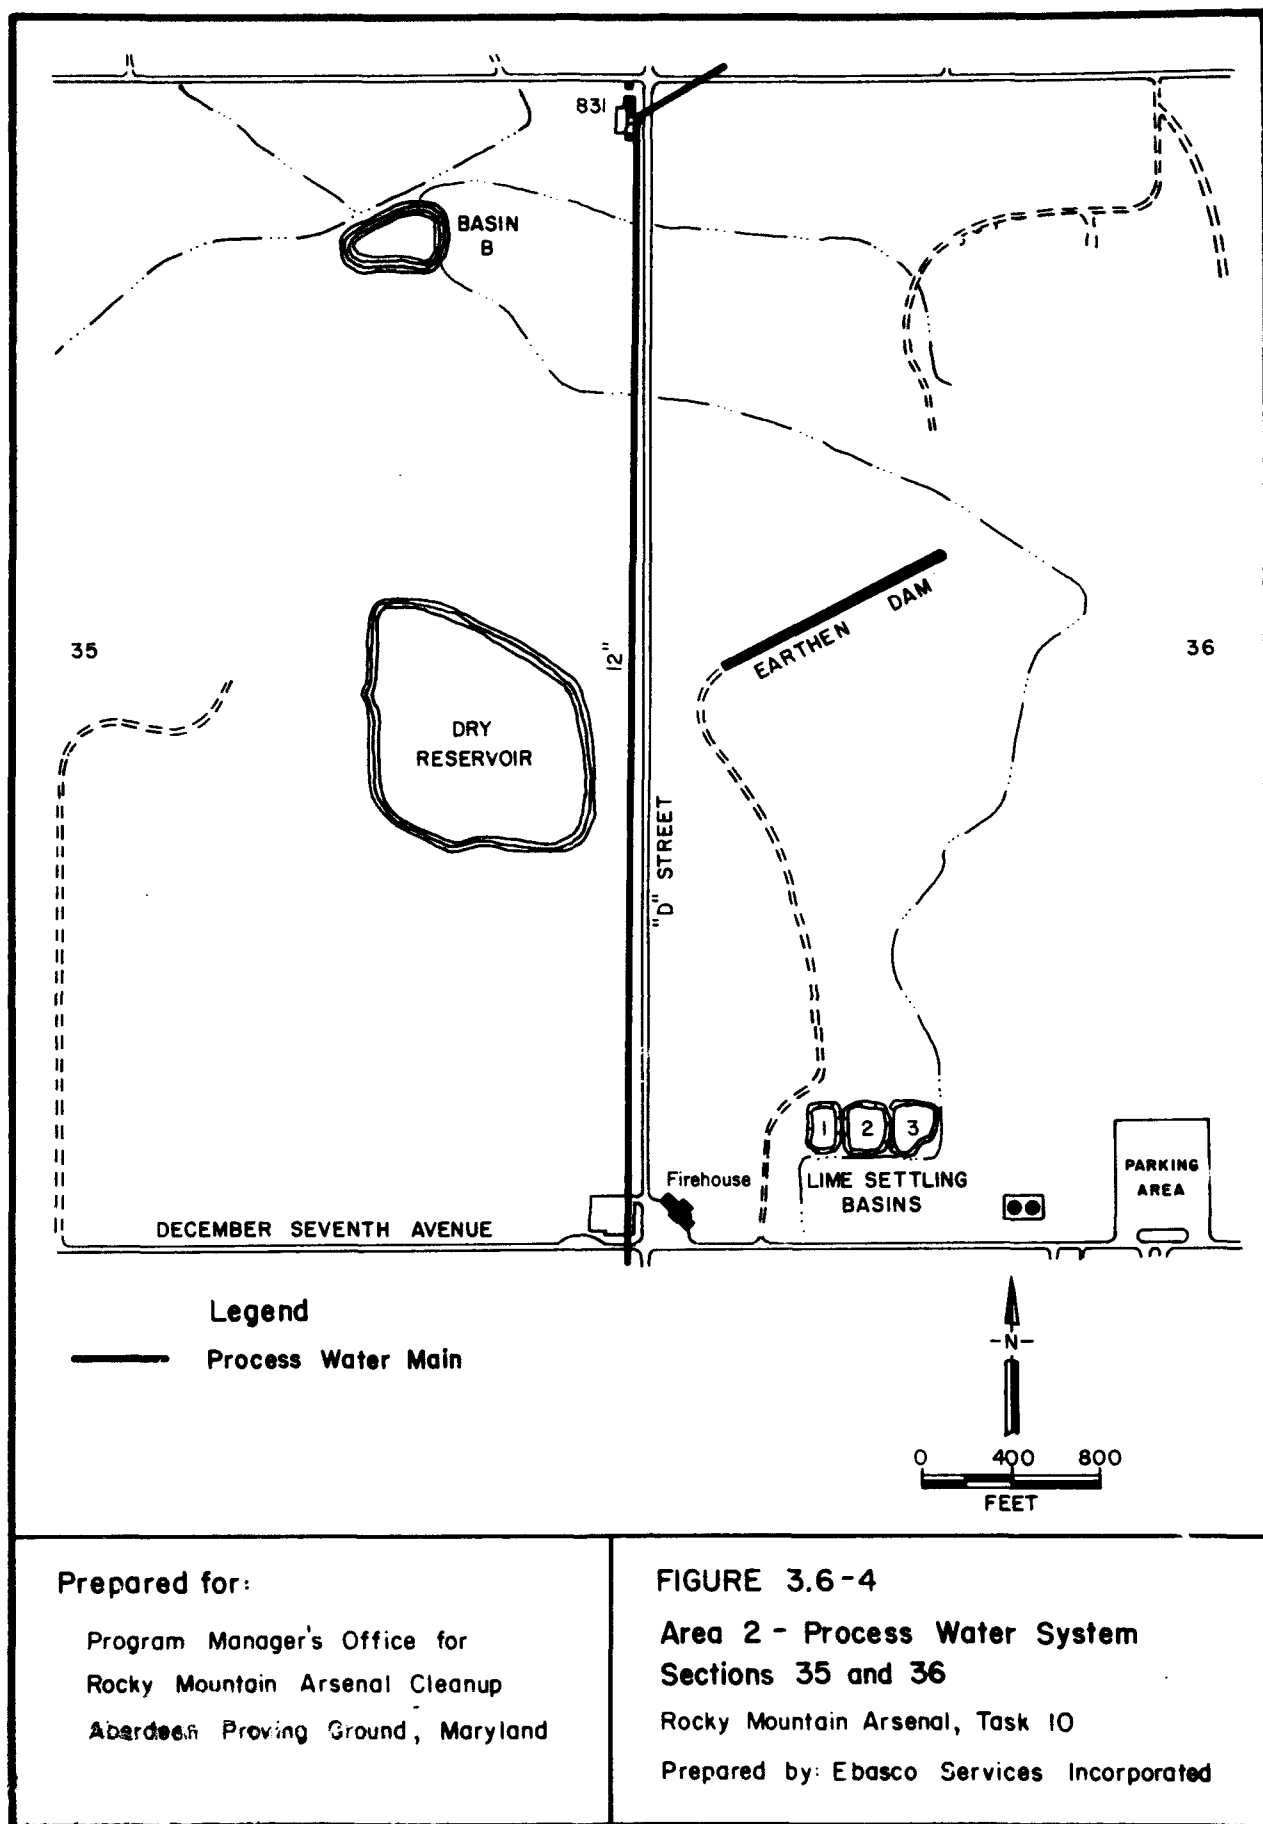 831
BASIN
B
35
12"
EARTHEN DAM
36
DRY
RESERVOIR
"D" STREET
1 2 3
Firehouse
LIME SETTLING
BASINS
PARKING
AREA
DECEMBER SEVENTH AVENUE
Legend
Process Water Main
-N-
0 400 800
FEET
Prepared for:
Program Manager's Office for
Rocky Mountain Arsenal Cleanup
Aberdeen Proving Ground, Maryland
FIGURE 3.6-4
Area 2 - Process Water System
Sections 35 and 36
Rocky Mountain Arsenal, Task 10
Prepared by: Ebasco Services Incorporated